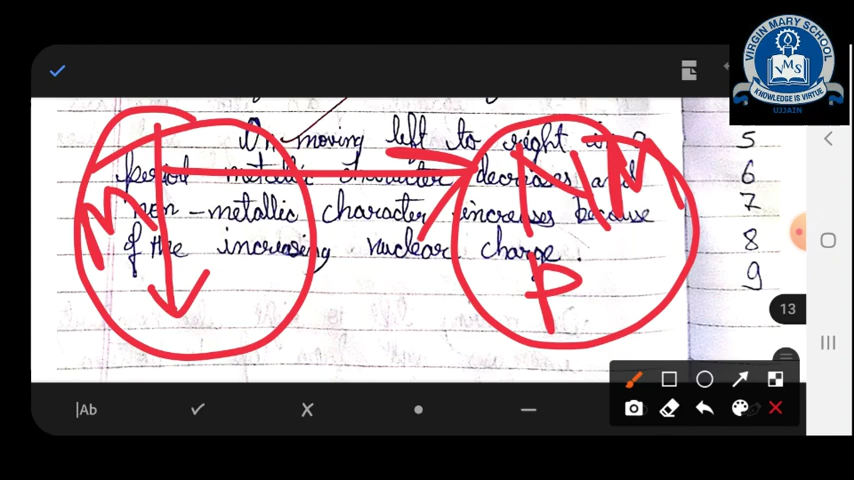 VIRGIN MARY SCHOOL
VMS
KNOWLEDGE IS VIRTUE
UJJAIN
On moving left to right in a
period metallic character decreases and
non-metallic character increases because
of the increasing nuclear charge.
M
NM
P
5
6
7
8
9
13
|Ab